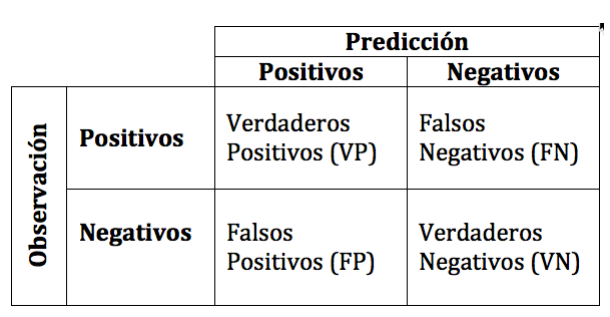 Predicción
Positivos
Negativos
Observación
Positivos
Verdaderos
Positivos (VP)
Falsos
Negativos (FN)
Negativos
Falsos
Positivos (FP)
Verdaderos
Negativos (VN)